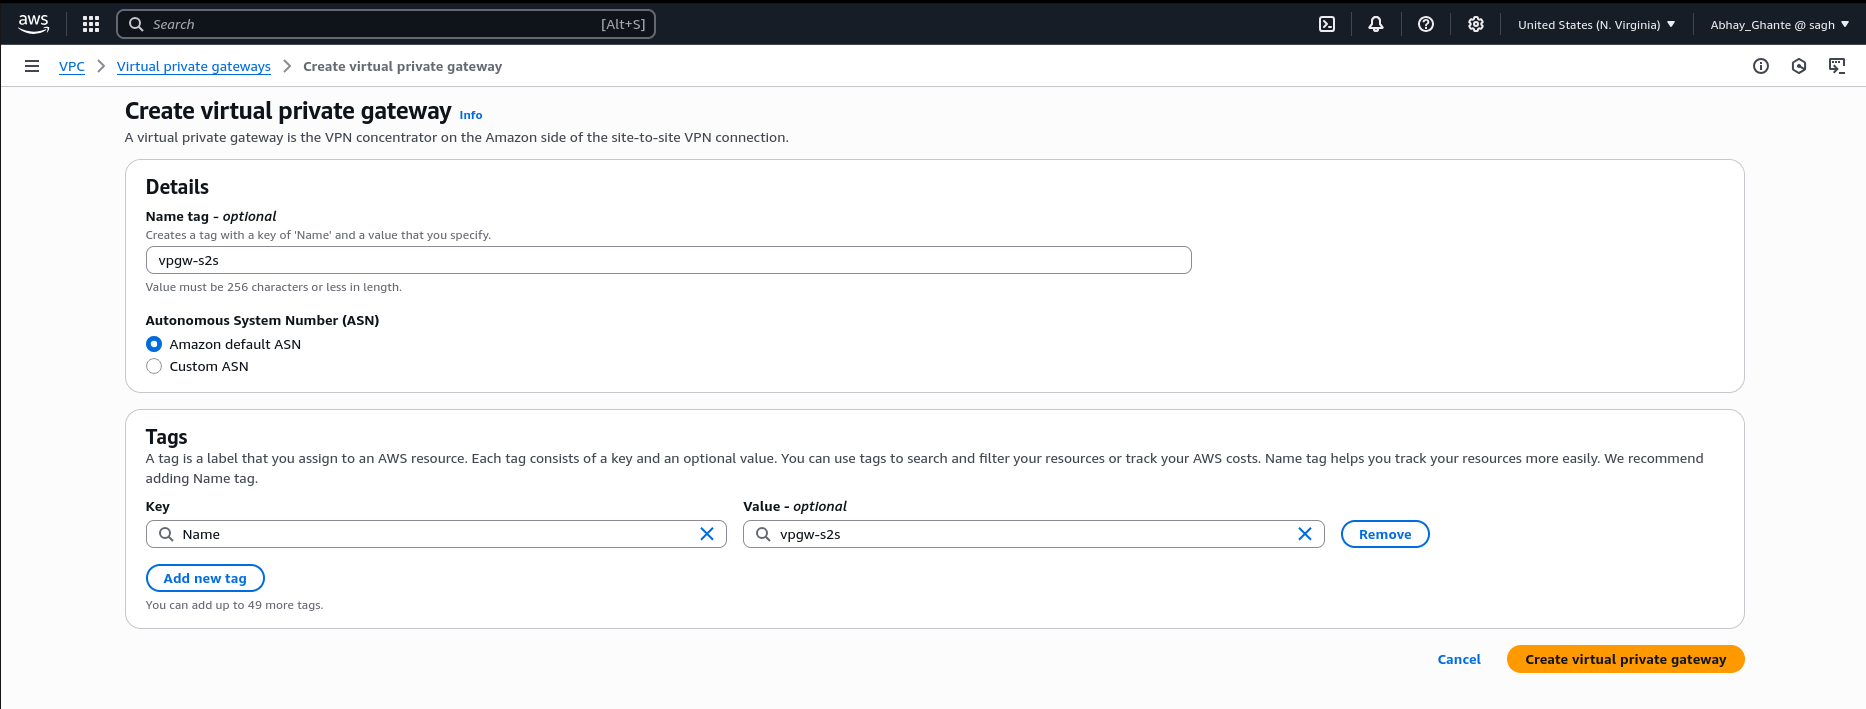 aws
Search [Alt+S]
United States (N. Virginia)
Abhay_Ghante @ sagh
VPC
Virtual private gateways
Create virtual private gateway
Create virtual private gateway Info
A virtual private gateway is the VPN concentrator on the Amazon side of the site-to-site VPN connection.
Details
Name tag - optional
Creates a tag with a key of 'Name' and a value that you specify.
vpgw-s2s
Value must be 256 characters or less in length.
Autonomous System Number (ASN)
Amazon default ASN
Custom ASN
Tags
A tag is a label that you assign to an AWS resource. Each tag consists of a key and an optional value. You can use tags to search and filter your resources or track your AWS costs. Name tag helps you track your resources more easily. We recommend
adding Name tag.
Key
Value - optional
Name
vpgw-s2s
Remove
Add new tag
You can add up to 49 more tags.
Cancel
Create virtual private gateway